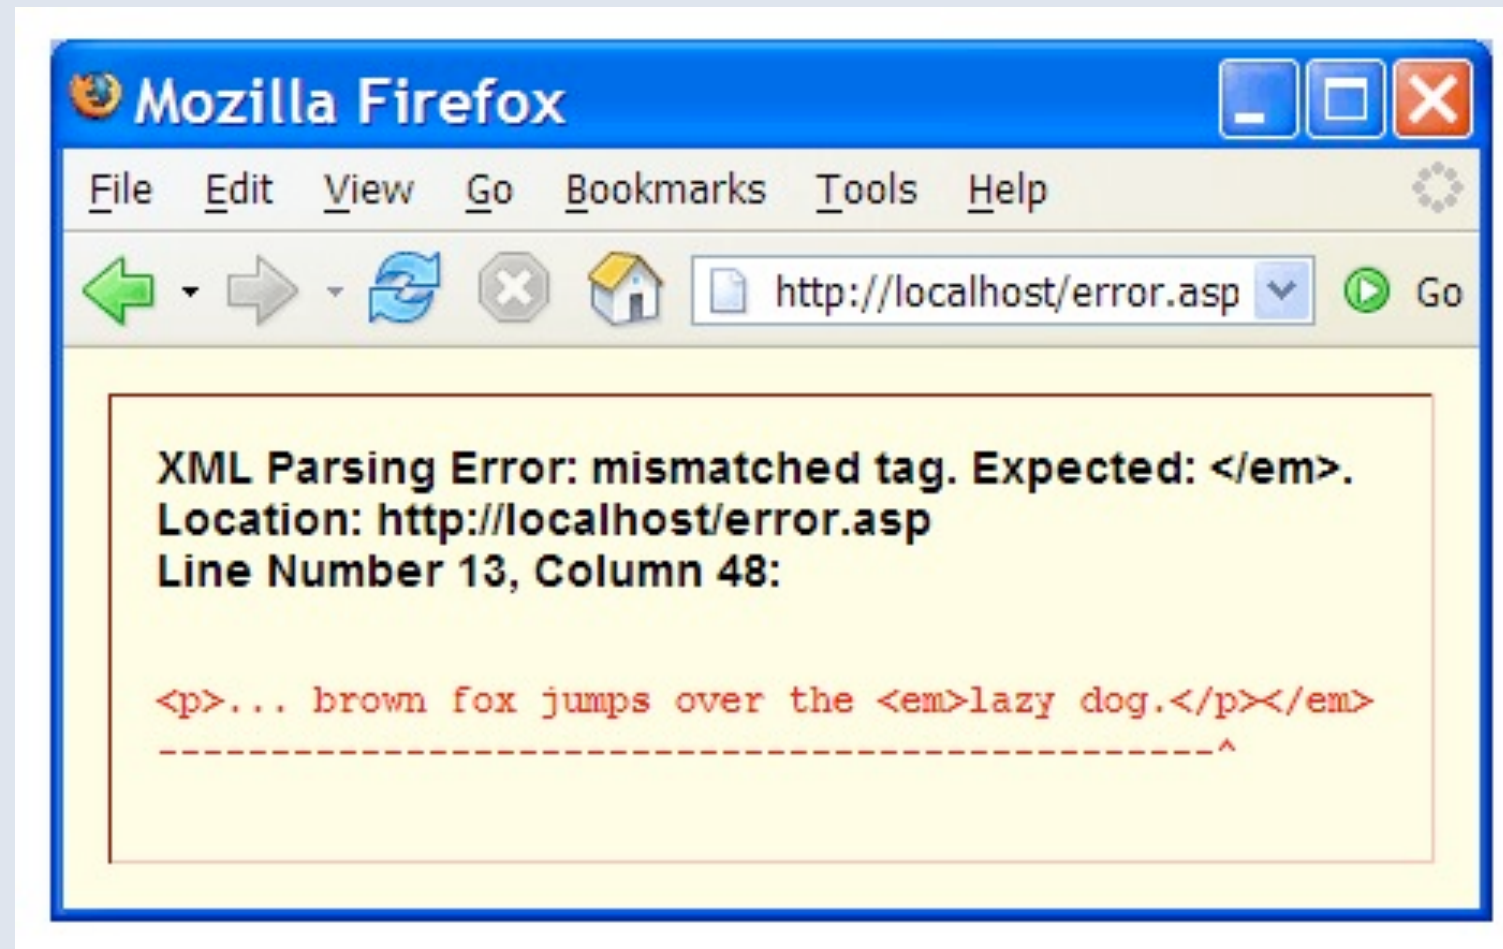 Mozilla Firefox
File Edit View Go Bookmarks Tools Help
http://localhost/error.asp Go
XML Parsing Error: mismatched tag. Expected: </em>.
Location: http://localhost/error.asp
Line Number 13, Column 48:
<p>... brown fox jumps over the <em>lazy dog.</p></em>
-----------------------------------------------^